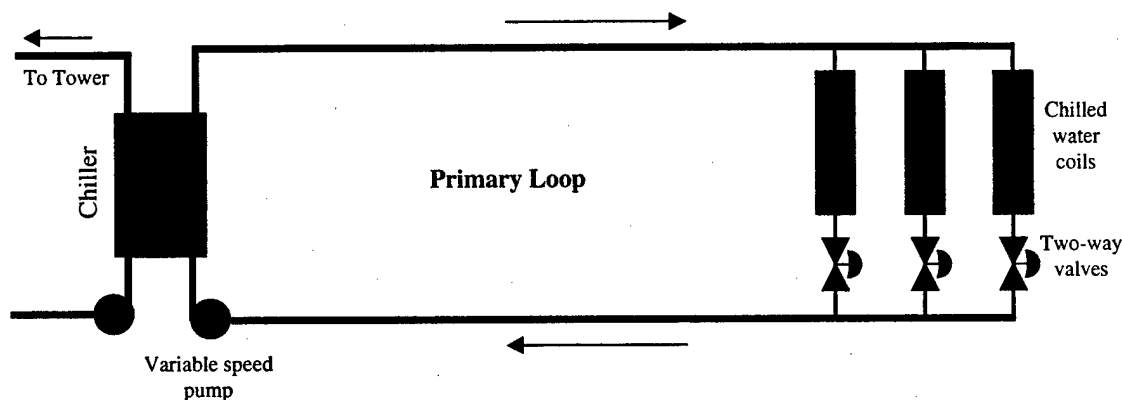 To Tower
Chiller
Primary Loop
Chilled
water
coils
Two-way
valves
Variable speed
pump